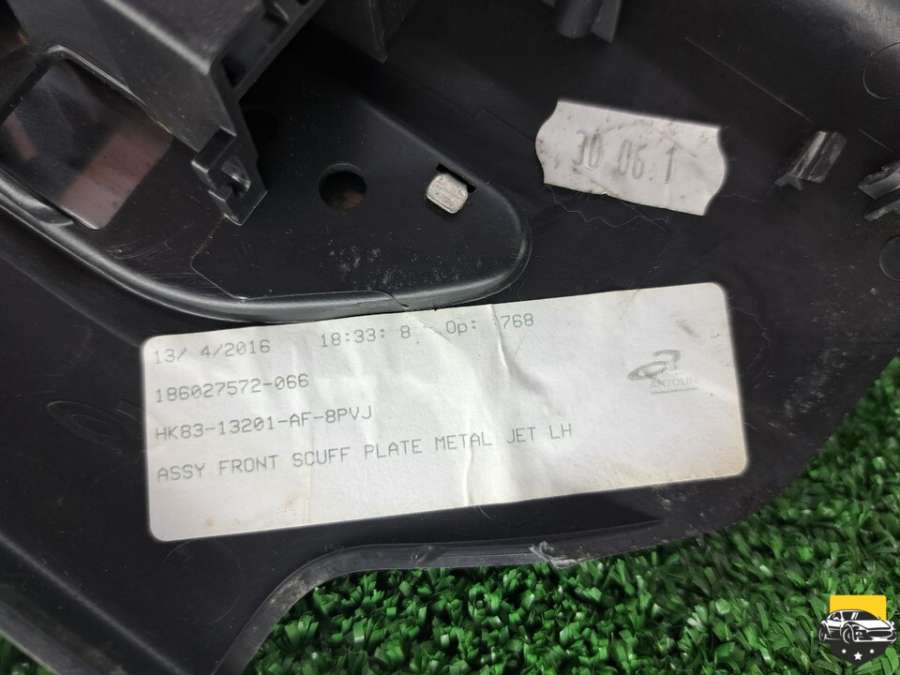 30 06.1
13/ 4/2016 18:33: 8 Op: 768
186027572-066
HK83-13201-AF-8PVJ
ASSY FRONT SCUFF PLATE METAL JET LH